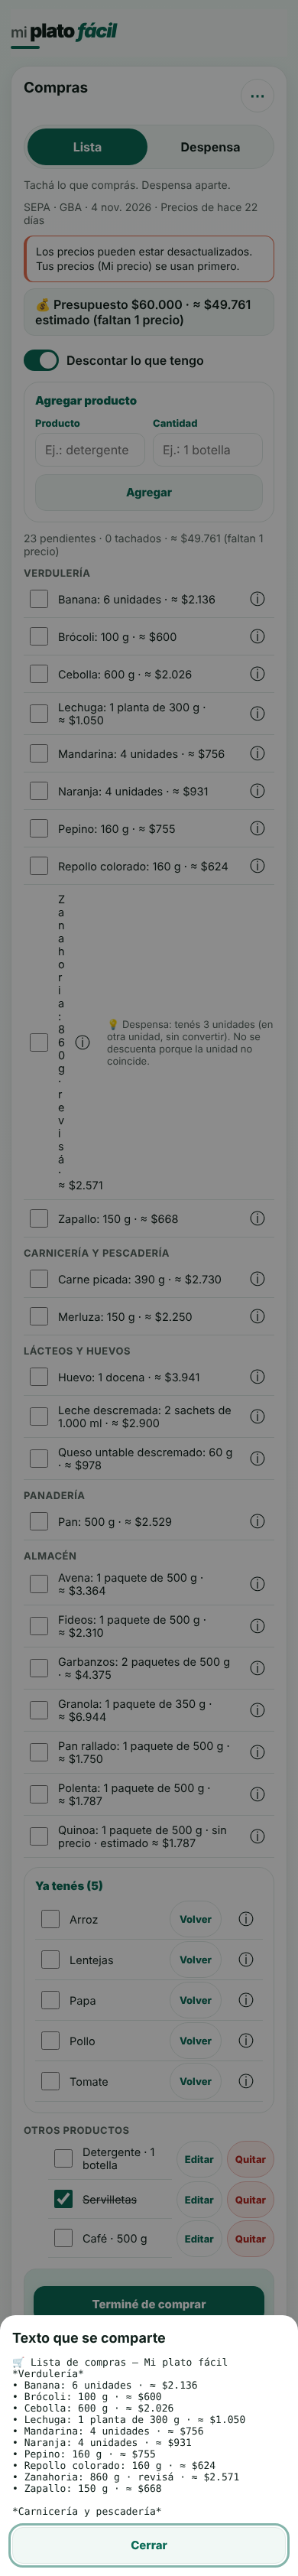 mi plato fácil
Compras
...
Lista
Despensa
Tachá lo que comprás. Despensa aparte.
SEPA · GBA · 4 nov. 2026 · Precios de hace 22
días
Los precios pueden estar desactualizados.
Tus precios (Mi precio) se usan primero.
💰 Presupuesto $60.000 · ≈ $49.761
estimado (faltan 1 precio)
Descontar lo que tengo
Agregar producto
Producto
Cantidad
Ej.: detergente
Ej.: 1 botella
Agregar
23 pendientes · 0 tachados · ≈ $49.761 (faltan 1
precio)
VERDULERÍA
Banana: 6 unidades · ≈ $2.136 ⓘ
Brócoli: 100 g · ≈ $600 ⓘ
Cebolla: 600 g · ≈ $2.026 ⓘ
Lechuga: 1 planta de 300 g ·
≈ $1.050 ⓘ
Mandarina: 4 unidades · ≈ $756 ⓘ
Naranja: 4 unidades · ≈ $931 ⓘ
Pepino: 160 g · ≈ $755 ⓘ
Repollo colorado: 160 g · ≈ $624 ⓘ
Z
a
n
a
h
o
r
i
a
:
8
6
0
g
·
r
e
v
i
s
á
·
≈ $2.571
ⓘ
💡 Despensa: tenés 3 unidades (en
otra unidad, sin convertir). No se
descuenta porque la unidad no
coincide.
Zapallo: 150 g · ≈ $668 ⓘ
CARNICERÍA Y PESCADERÍA
Carne picada: 390 g · ≈ $2.730 ⓘ
Merluza: 150 g · ≈ $2.250 ⓘ
LÁCTEOS Y HUEVOS
Huevo: 1 docena · ≈ $3.941 ⓘ
Leche descremada: 2 sachets de
1.000 ml · ≈ $2.900 ⓘ
Queso untable descremado: 60 g
· ≈ $978 ⓘ
PANADERÍA
Pan: 500 g · ≈ $2.529 ⓘ
ALMACÉN
Avena: 1 paquete de 500 g ·
≈ $3.364 ⓘ
Fideos: 1 paquete de 500 g ·
≈ $2.310 ⓘ
Garbanzos: 2 paquetes de 500 g
· ≈ $4.375 ⓘ
Granola: 1 paquete de 350 g ·
≈ $6.944 ⓘ
Pan rallado: 1 paquete de 500 g ·
≈ $1.750 ⓘ
Polenta: 1 paquete de 500 g ·
≈ $1.787 ⓘ
Quinoa: 1 paquete de 500 g · sin
precio · estimado ≈ $1.787 ⓘ
Ya tenés (5)
Arroz Volver ⓘ
Lentejas Volver ⓘ
Papa Volver ⓘ
Pollo Volver ⓘ
Tomate Volver ⓘ
OTROS PRODUCTOS
Detergente · 1
botella
Editar Quitar
Servilletas Editar Quitar
Café · 500 g Editar Quitar
Terminé de comprar
Texto que se comparte
🛒 Lista de compras — Mi plato fácil
*Verdulería*
• Banana: 6 unidades · ≈ $2.136
• Brócoli: 100 g · ≈ $600
• Cebolla: 600 g · ≈ $2.026
• Lechuga: 1 planta de 300 g · ≈ $1.050
• Mandarina: 4 unidades · ≈ $756
• Naranja: 4 unidades · ≈ $931
• Pepino: 160 g · ≈ $755
• Repollo colorado: 160 g · ≈ $624
• Zanahoria: 860 g · revisá · ≈ $2.571
• Zapallo: 150 g · ≈ $668
*Carnicería y pescadería*
Cerrar